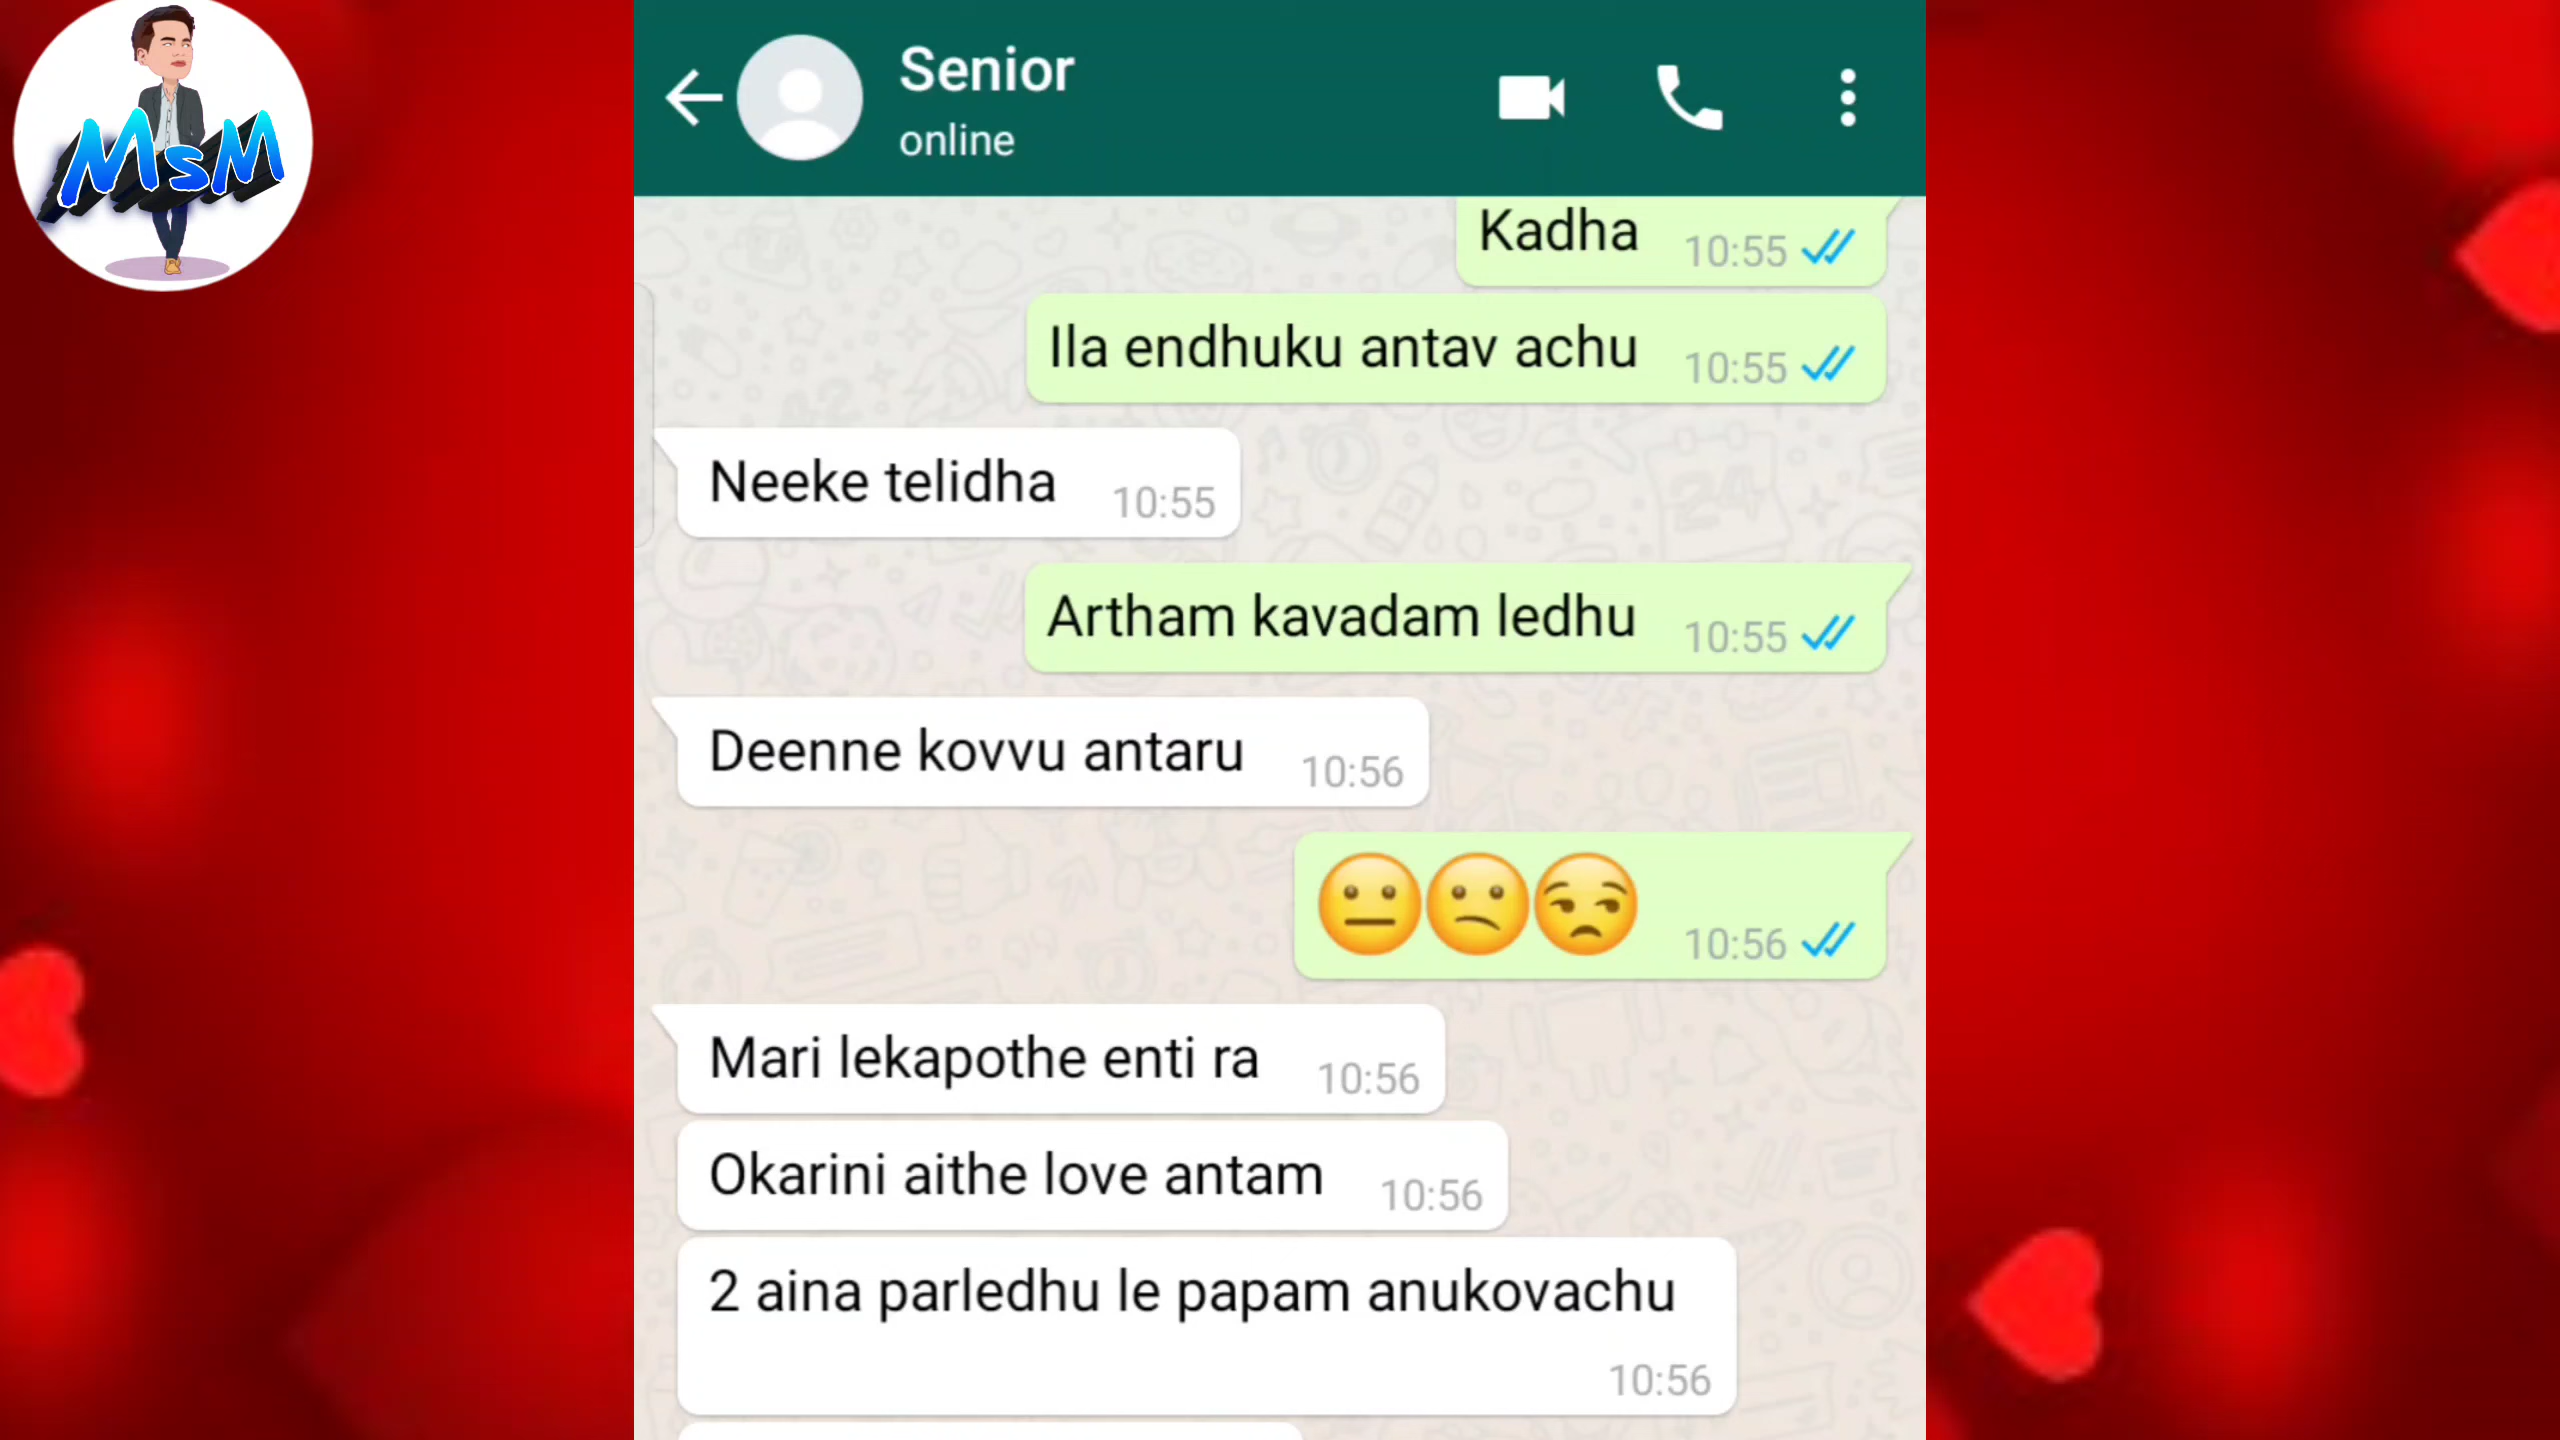 MsM
Senior
online
Kadha 10:55
Ila endhuku antav achu 10:55
Neeke telidha 10:55
Artham kavadam ledhu 10:55
Deenne kovvu antaru 10:56
😐😕😒 10:56
Mari lekapothe enti ra 10:56
Okarini aithe love antam 10:56
2 aina parledhu le papam anukovachu
10:56